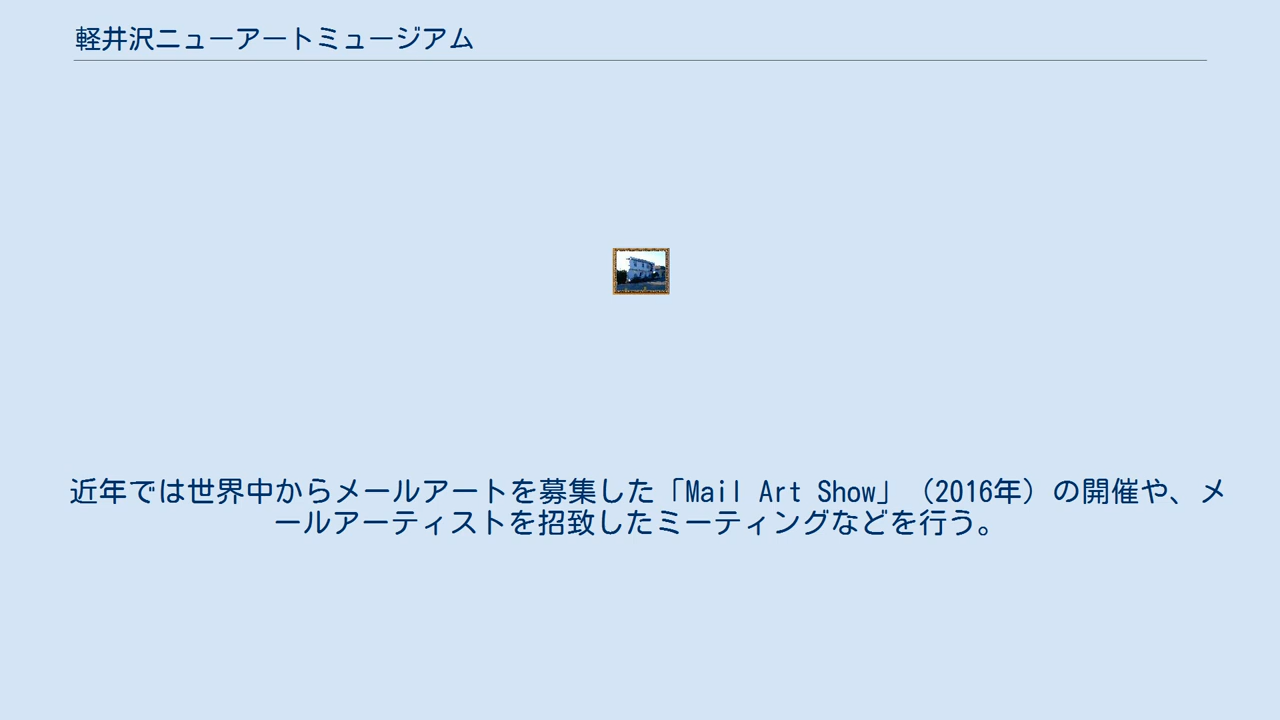 軽井沢ニューアートミュージアム
近年では世界中からメールアートを募集した「Mail Art Show」（2016年）の開催や、メ
ールアーティストを招致したミーティングなどを行う。